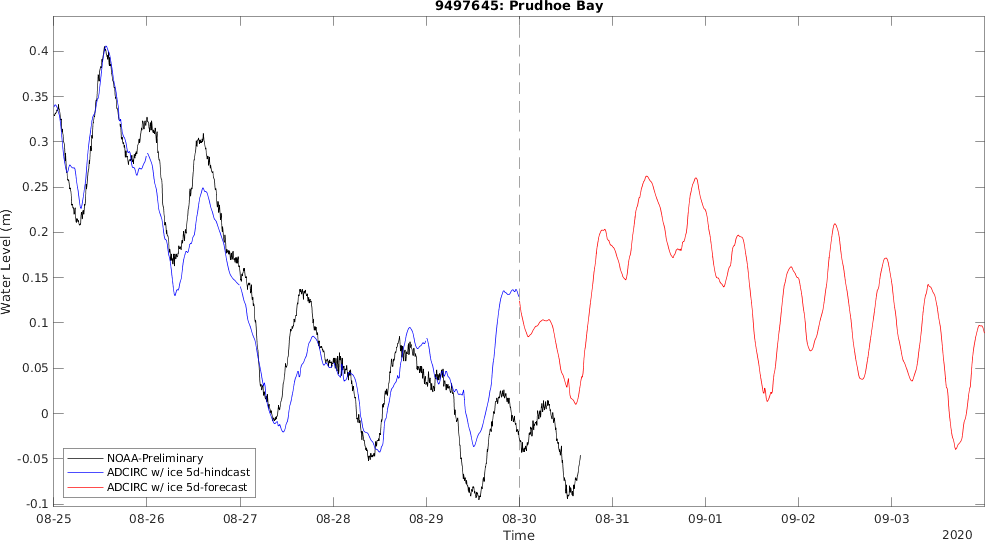 9497645: Prudhoe Bay
0.4
0.35
0.3
0.25
0.2
0.15
0.1
0.05
0
-0.05
-0.1
Water Level (m)
NOAA-Preliminary
ADCIRC w/ ice 5d-hindcast
ADCIRC w/ ice 5d-forecast
08-25 08-26 08-27 08-28 08-29 08-30 08-31 09-01 09-02 09-03
Time
2020